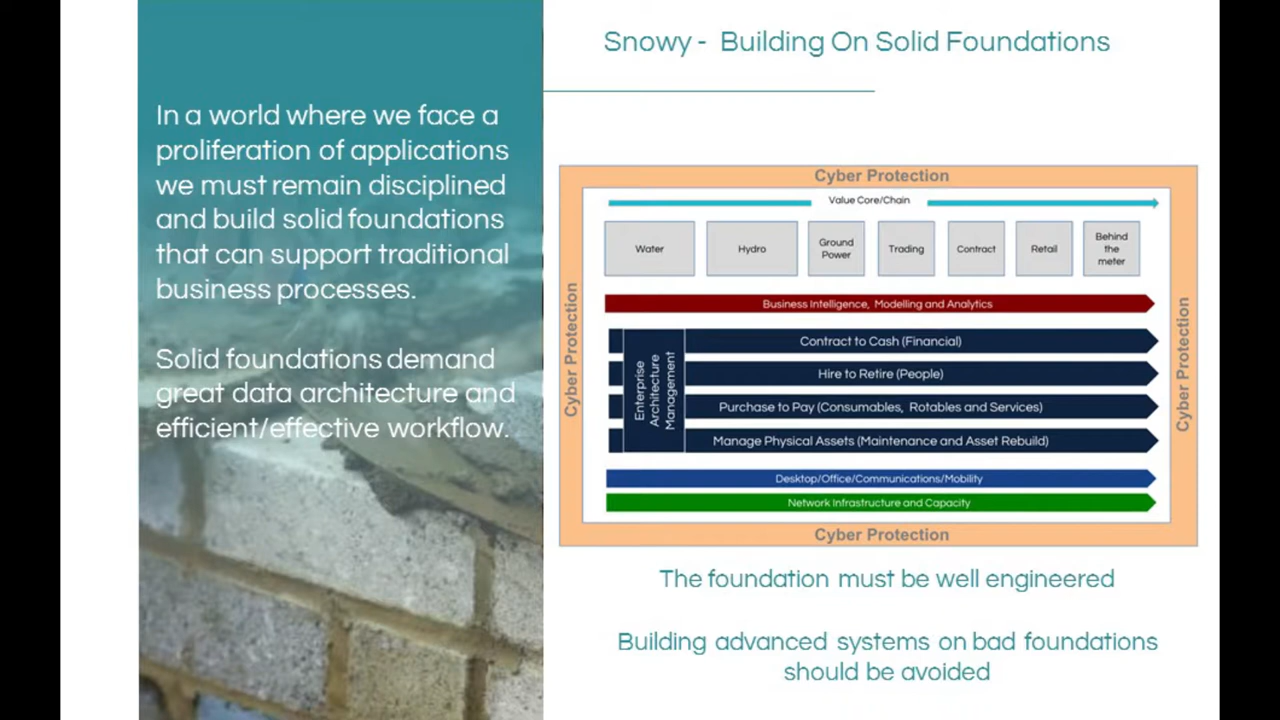 Snowy - Building On Solid Foundations
In a world where we face a
proliferation of applications
we must remain disciplined
and build solid foundations
that can support traditional
business processes.
Solid foundations demand
great data architecture and
efficient/effective workflow.
Cyber Protection
Cyber Protection
Value Core/Chain
Water
Hydro
Ground
Power
Trading
Contract
Retail
Behind
the
meter
Business Intelligence, Modelling and Analytics
Enterprise
Architecture
Management
Contract to Cash (Financial)
Hire to Retire (People)
Purchase to Pay (Consumables, Rotables and Services)
Manage Physical Assets (Maintenance and Asset Rebuild)
Desktop/Office/Communications/Mobility
Network Infrastructure and Capacity
Cyber Protection
Cyber Protection
The foundation must be well engineered
Building advanced systems on bad foundations
should be avoided